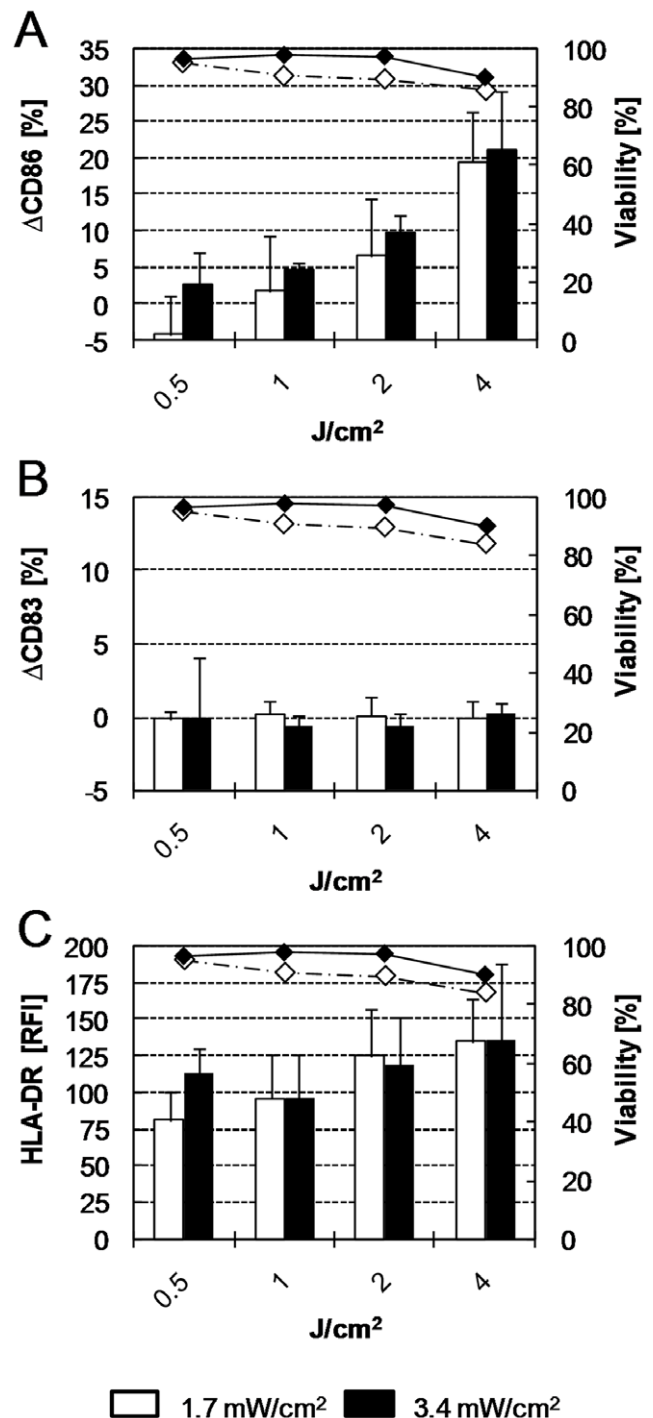 A
ΔCD86 [%]
35
30
25
20
15
10
5
0
-5
100
80
60
40
20
0
Viability [%]
0.5 1 2 4
J/cm²
B
ΔCD83 [%]
15
10
5
0
-5
100
80
60
40
20
0
Viability [%]
0.5 1 2 4
J/cm²
C
HLA-DR [RFI]
200
175
150
125
100
75
50
25
0
100
80
60
40
20
0
Viability [%]
0.5 1 2 4
J/cm²
1.7 mW/cm² 3.4 mW/cm²